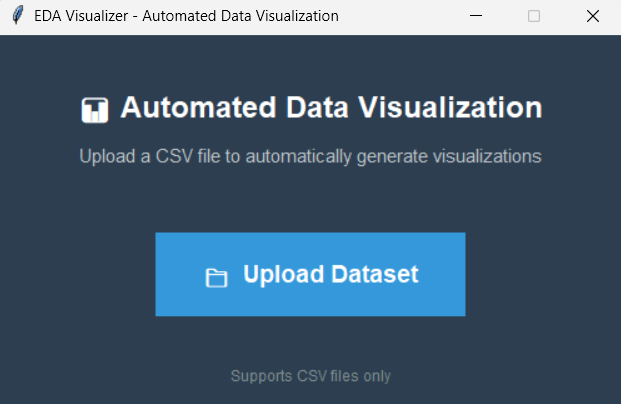 EDA Visualizer - Automated Data Visualization
Automated Data Visualization
Upload a CSV file to automatically generate visualizations
Upload Dataset
Supports CSV files only